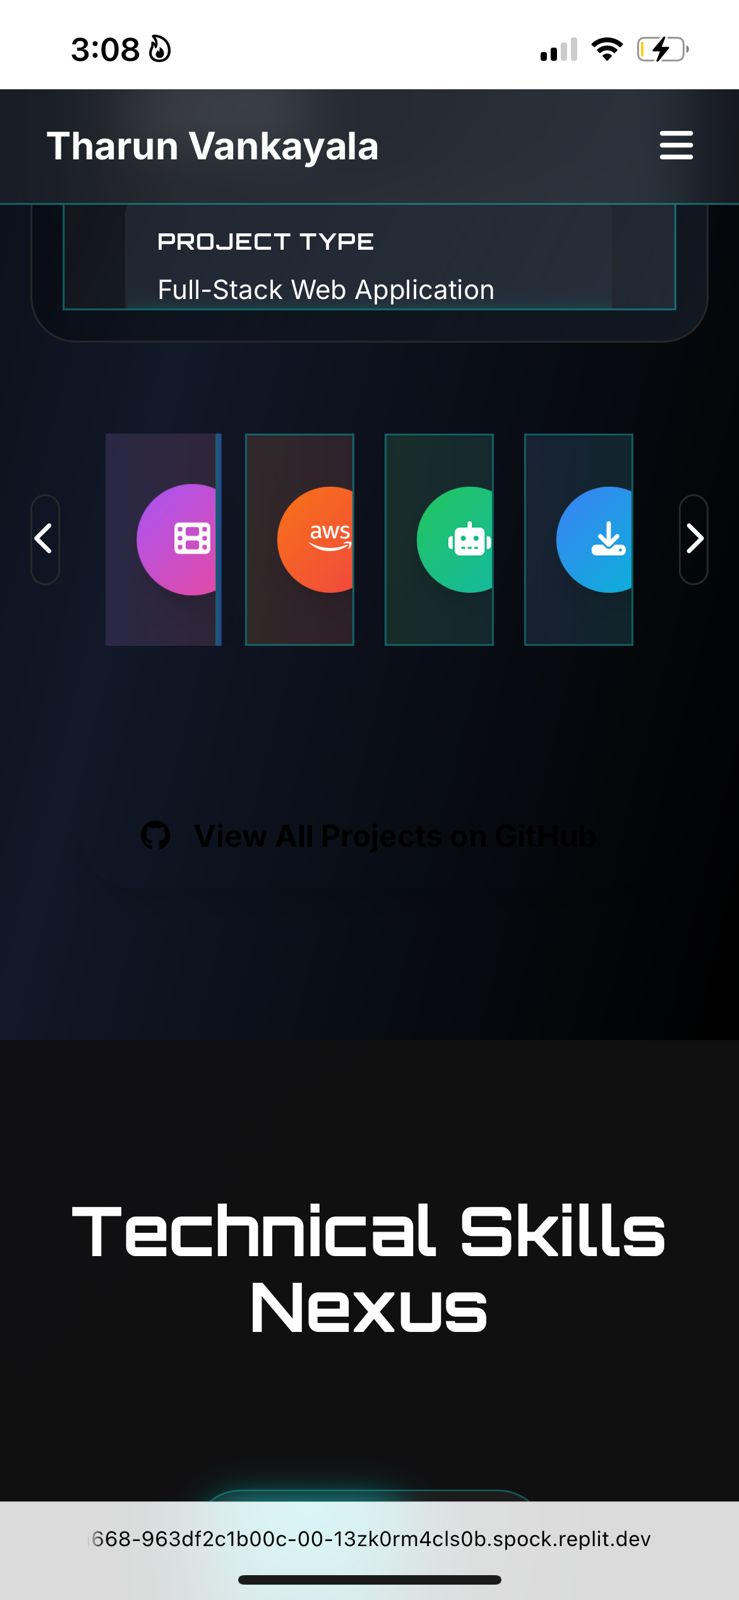 3:08
Tharun Vankayala
PROJECT TYPE
Full-Stack Web Application
aws
View All Projects on GitHub
Technical Skills
Nexus
668-963df2c1b00c-00-13zk0rm4cls0b.spock.replit.dev